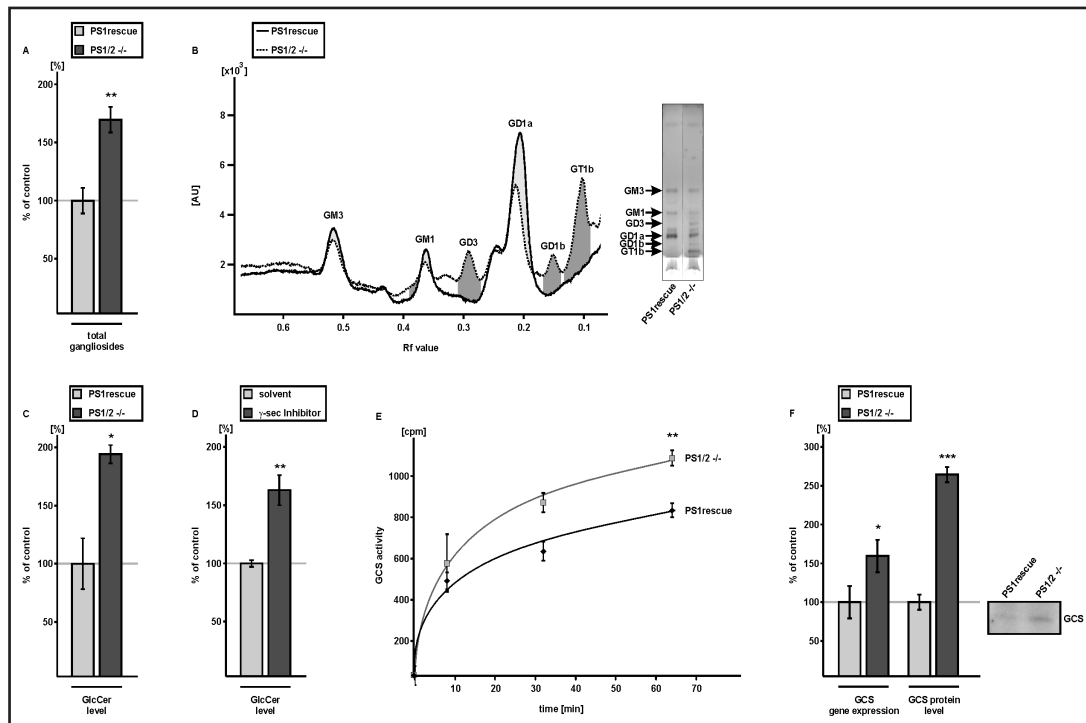 A
PS1rescue
PS1/2 -/-
[%]
200
150
100
50
% of control
**
total
gangliosides
B
PS1rescue
PS1/2 -/-
[x10³]
8
6
4
2
[AU]
GM3
GM1
GD3
GD1a
GD1b
GT1b
0.6
0.5
0.4
0.3
0.2
0.1
Rf value
GM3
GM1
GD3
GD1a
GD1b
GT1b
PS1rescue
PS1/2 -/-
C
PS1rescue
PS1/2 -/-
[%]
200
150
100
50
% of control
*
GlcCer
level
D
solvent
γ-sec Inhibitor
[%]
200
150
100
50
% of control
**
GlcCer
level
E
[cpm]
1000
800
600
400
200
GCS activity
**
PS1/2 -/-
PS1rescue
10
20
30
40
50
60
70
time [min]
F
PS1rescue
PS1/2 -/-
[%]
300
250
200
150
100
50
% of control
*
***
GCS
gene expression
GCS protein
level
PS1rescue
PS1/2 -/-
GCS